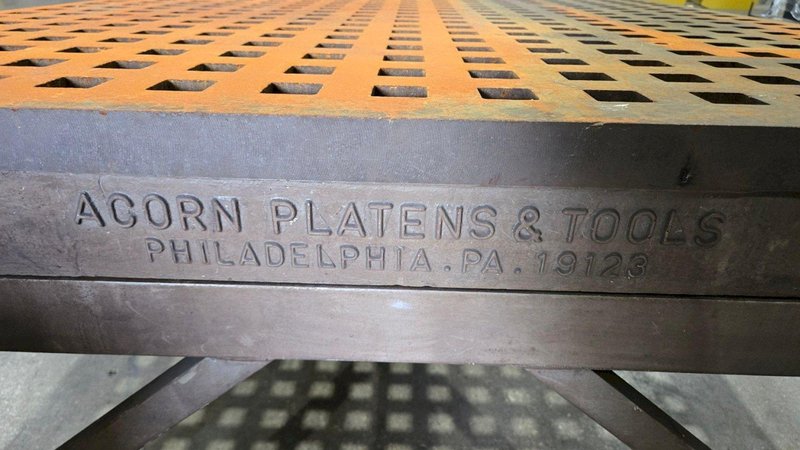 ACORN PLATENS & TOOLS
PHILADELPHIA. PA. 19123